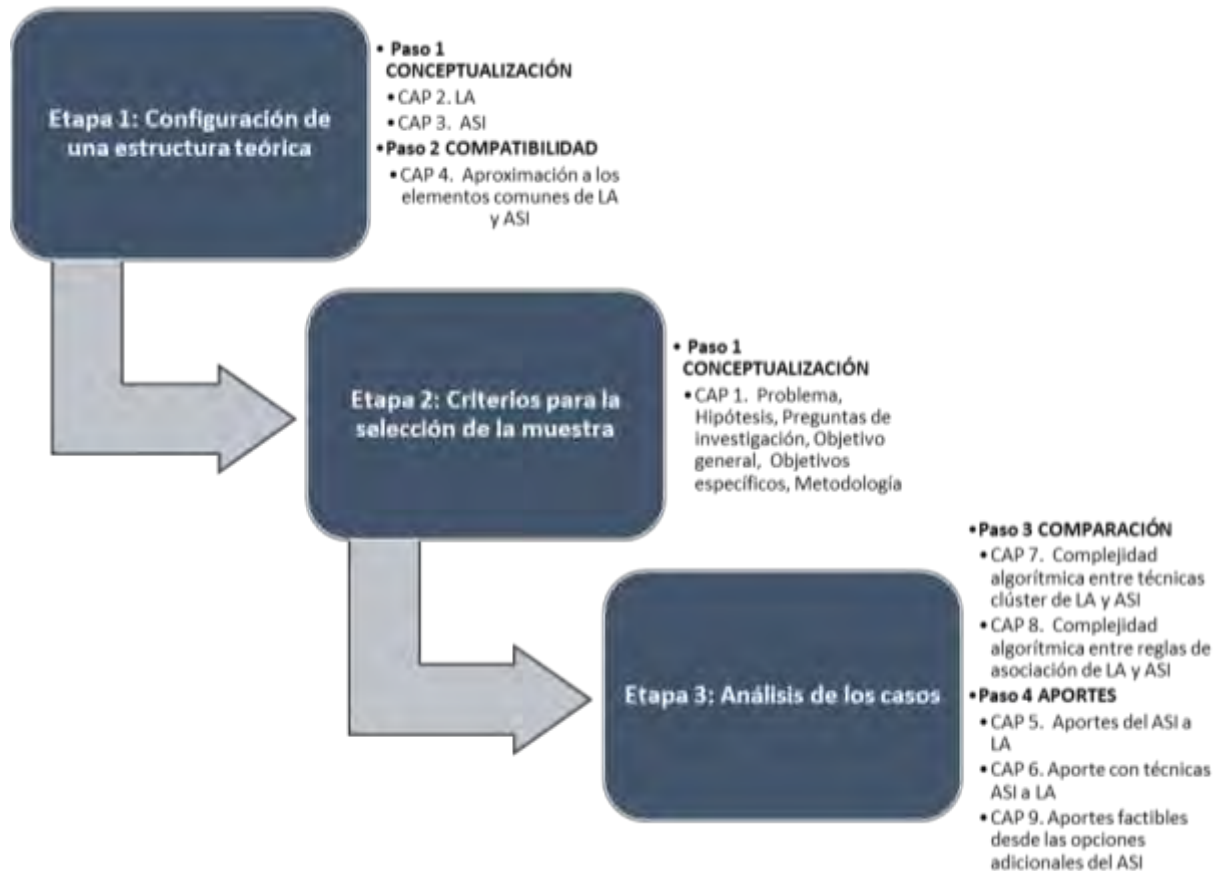 Etapa 1: Configuración de
una estructura teórica
• Paso 1
CONCEPTUALIZACIÓN
• CAP 2. LA
• CAP 3. ASI
• Paso 2 COMPATIBILIDAD
• CAP 4. Aproximación a los
elementos comunes de LA
y ASI
Etapa 2: Criterios para la
selección de la muestra
• Paso 1
CONCEPTUALIZACIÓN
• CAP 1. Problema,
Hipótesis, Preguntas de
investigación, Objetivo
general, Objetivos
específicos, Metodología
Etapa 3: Análisis de los casos
• Paso 3 COMPARACIÓN
• CAP 7. Complejidad
algorítmica entre técnicas
clúster de LA y ASI
• CAP 8. Complejidad
algorítmica entre reglas de
asociación de LA y ASI
• Paso 4 APORTES
• CAP 5. Aportes del ASI a
LA
• CAP 6. Aporte con técnicas
ASI a LA
• CAP 9. Aportes factibles
desde las opciones
adicionales del ASI